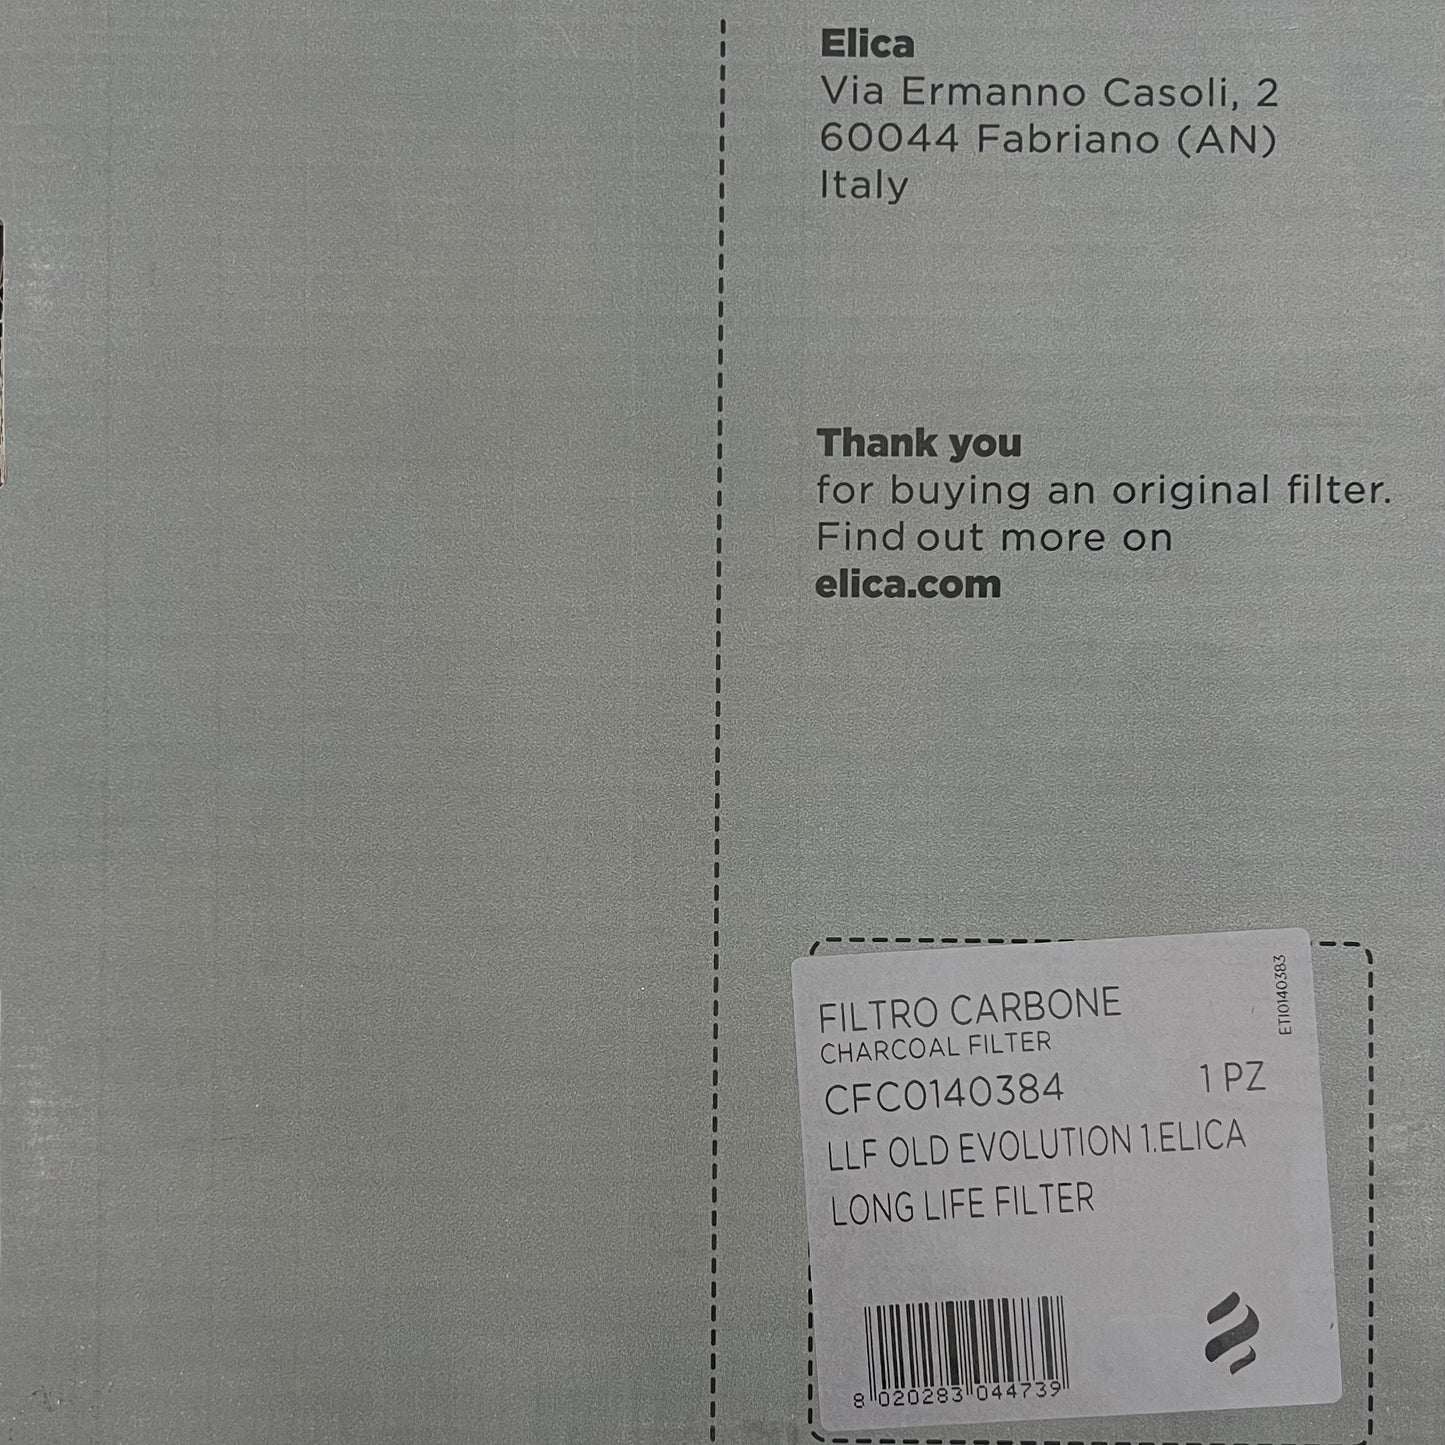 Elica
Via Ermanno Casoli, 2
60044 Fabriano (AN)
Italy
Thank you
for buying an original filter.
Find out more on
elica.com
ETI0140383
FILTRO CARBONE
CHARCOAL FILTER
CFC0140384 1 PZ
LLF OLD EVOLUTION 1.ELICA
LONG LIFE FILTER
8 020283 044739